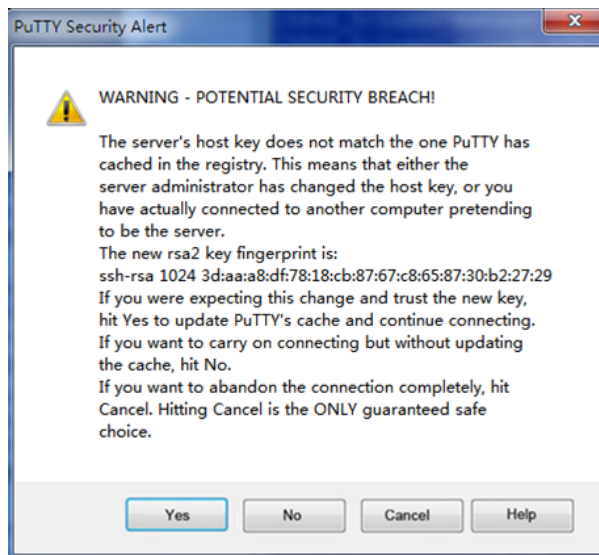 PuTTY Security Alert
WARNING - POTENTIAL SECURITY BREACH!
The server's host key does not match the one PuTTY has
cached in the registry. This means that either the
server administrator has changed the host key, or you
have actually connected to another computer pretending
to be the server.
The new rsa2 key fingerprint is:
ssh-rsa 1024 3d:aa:a8:df:78:18:cb:87:67:c8:65:87:30:b2:27:29
If you were expecting this change and trust the new key,
hit Yes to update PuTTY's cache and continue connecting.
If you want to carry on connecting but without updating
the cache, hit No.
If you want to abandon the connection completely, hit
Cancel. Hitting Cancel is the ONLY guaranteed safe
choice.
Yes No Cancel Help